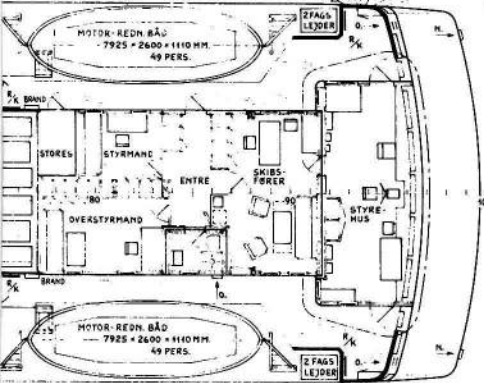 2 FAGS
LEJDER
MOTOR-REDN. BÅD
7925 × 2600 × 1110 MM.
49 PERS.
O.
N.
R/K
R/K
BRAND
STORES
STYRMAND
ENTRE
SKIBS-
FØRER
80
90
STYRE-
HUS
OVERSTYRMAND
BRAND
R/K
O.
R/K
MOTOR-REDN. BÅD
7925 × 2600 × 1110 MM.
49 PERS.
O.
N.
2 FAGS
LEJDER